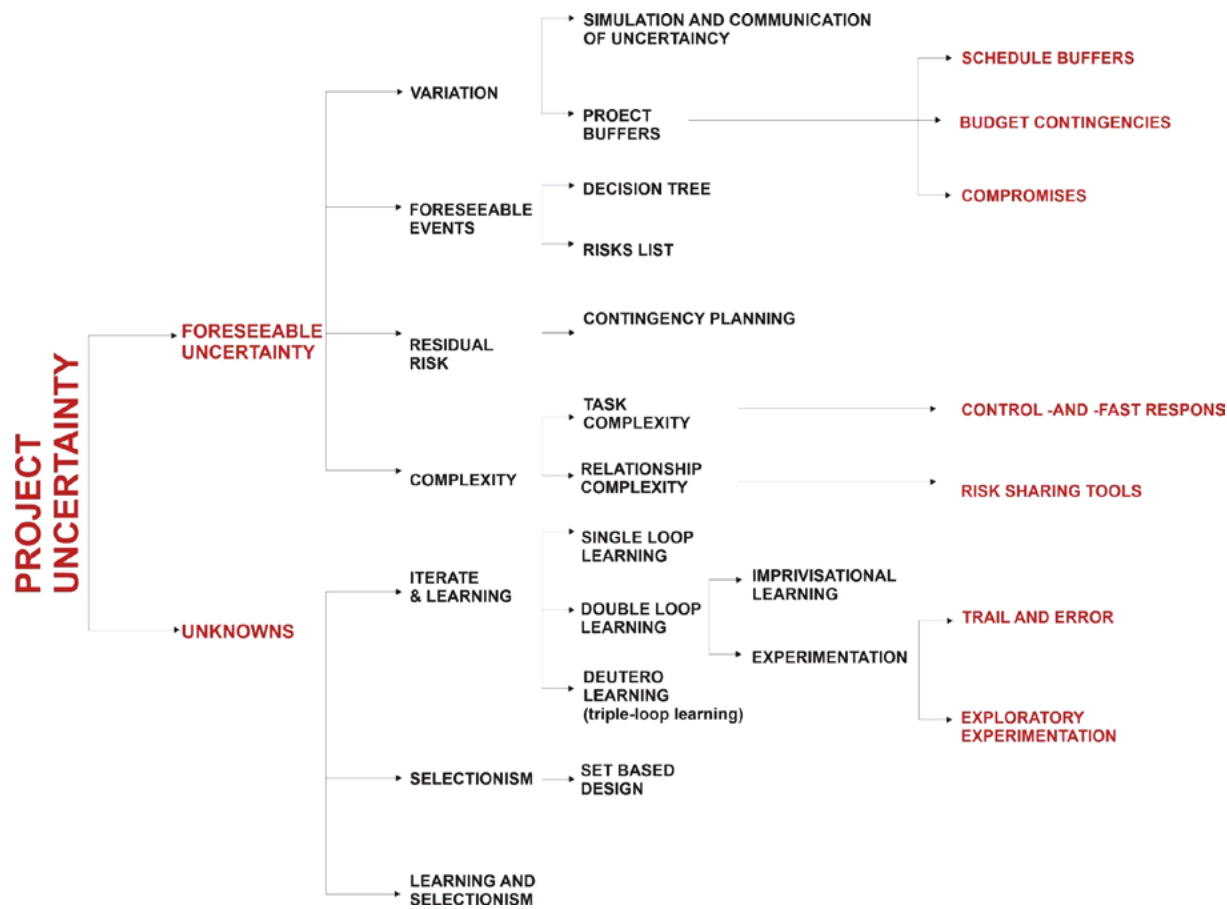 PROJECT
UNCERTAINTY
FORESEEABLE
UNCERTAINTY
UNKNOWNS
VARIATION
FORESEEABLE
EVENTS
RESIDUAL
RISK
COMPLEXITY
ITERATE
& LEARNING
SELECTIONISM
LEARNING AND
SELECTIONISM
SIMULATION AND COMMUNICATION
OF UNCERTAINCY
PROECT
BUFFERS
DECISION TREE
RISKS LIST
CONTINGENCY PLANNING
TASK
COMPLEXITY
RELATIONSHIP
COMPLEXITY
SINGLE LOOP
LEARNING
DOUBLE LOOP
LEARNING
DEUTERO
LEARNING
(triple-loop learning)
SET BASED
DESIGN
IMPRIVISATIONAL
LEARNING
EXPERIMENTATION
SCHEDULE BUFFERS
BUDGET CONTINGENCIES
COMPROMISES
CONTROL -AND -FAST RESPONS
RISK SHARING TOOLS
TRAIL AND ERROR
EXPLORATORY
EXPERIMENTATION